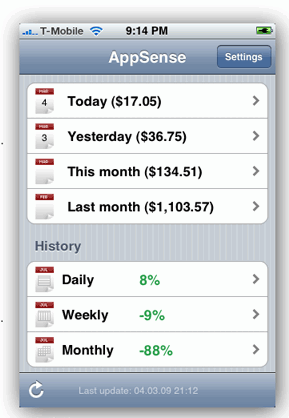 T-Mobile 9:14 PM
AppSense Settings
MAR
4 Today ($17.05)
MAR
3 Yesterday ($36.75)
MAR
This month ($134.51)
FEB
Last month ($1,103.57)
History
JUL
Daily 8%
JUL
Weekly -9%
JUL
Monthly -88%
Last update: 04.03.09 21:12